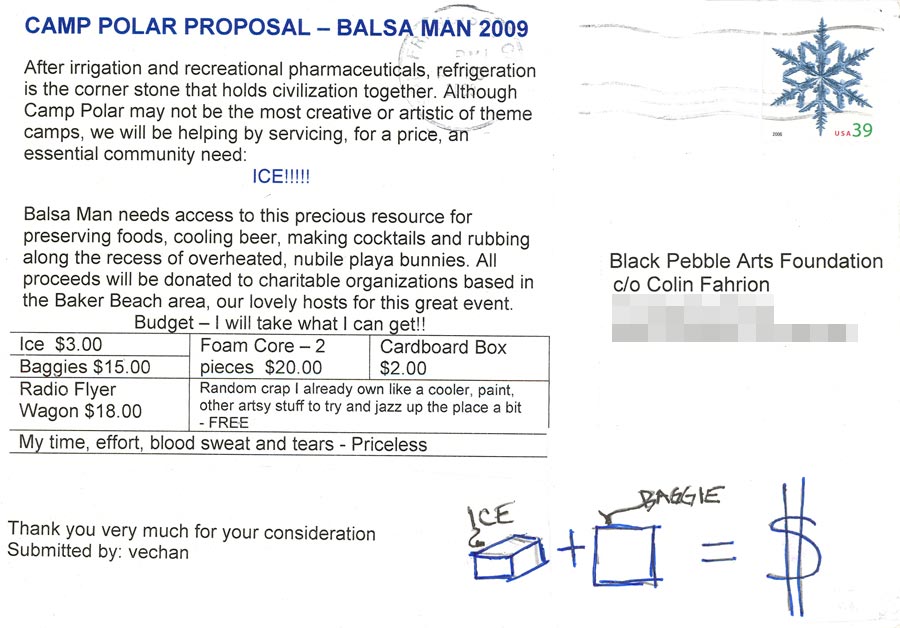 CAMP POLAR PROPOSAL – BALSA MAN 2009
After irrigation and recreational pharmaceuticals, refrigeration
is the corner stone that holds civilization together. Although
Camp Polar may not be the most creative or artistic of theme
camps, we will be helping by servicing, for a price, an
essential community need:
ICE!!!!!
Balsa Man needs access to this precious resource for
preserving foods, cooling beer, making cocktails and rubbing
along the recess of overheated, nubile playa bunnies. All
proceeds will be donated to charitable organizations based in
the Baker Beach area, our lovely hosts for this great event.
Budget – I will take what I can get!!
Ice $3.00
Baggies $15.00
Foam Core – 2
pieces $20.00
Cardboard Box
$2.00
Radio Flyer
Wagon $18.00
Random crap I already own like a cooler, paint,
other artsy stuff to try and jazz up the place a bit
- FREE
My time, effort, blood sweat and tears - Priceless
Thank you very much for your consideration
Submitted by: vechan
2006
USA 39
Black Pebble Arts Foundation
c/o Colin Fahrion
ICE
BAGGIE
+ = $